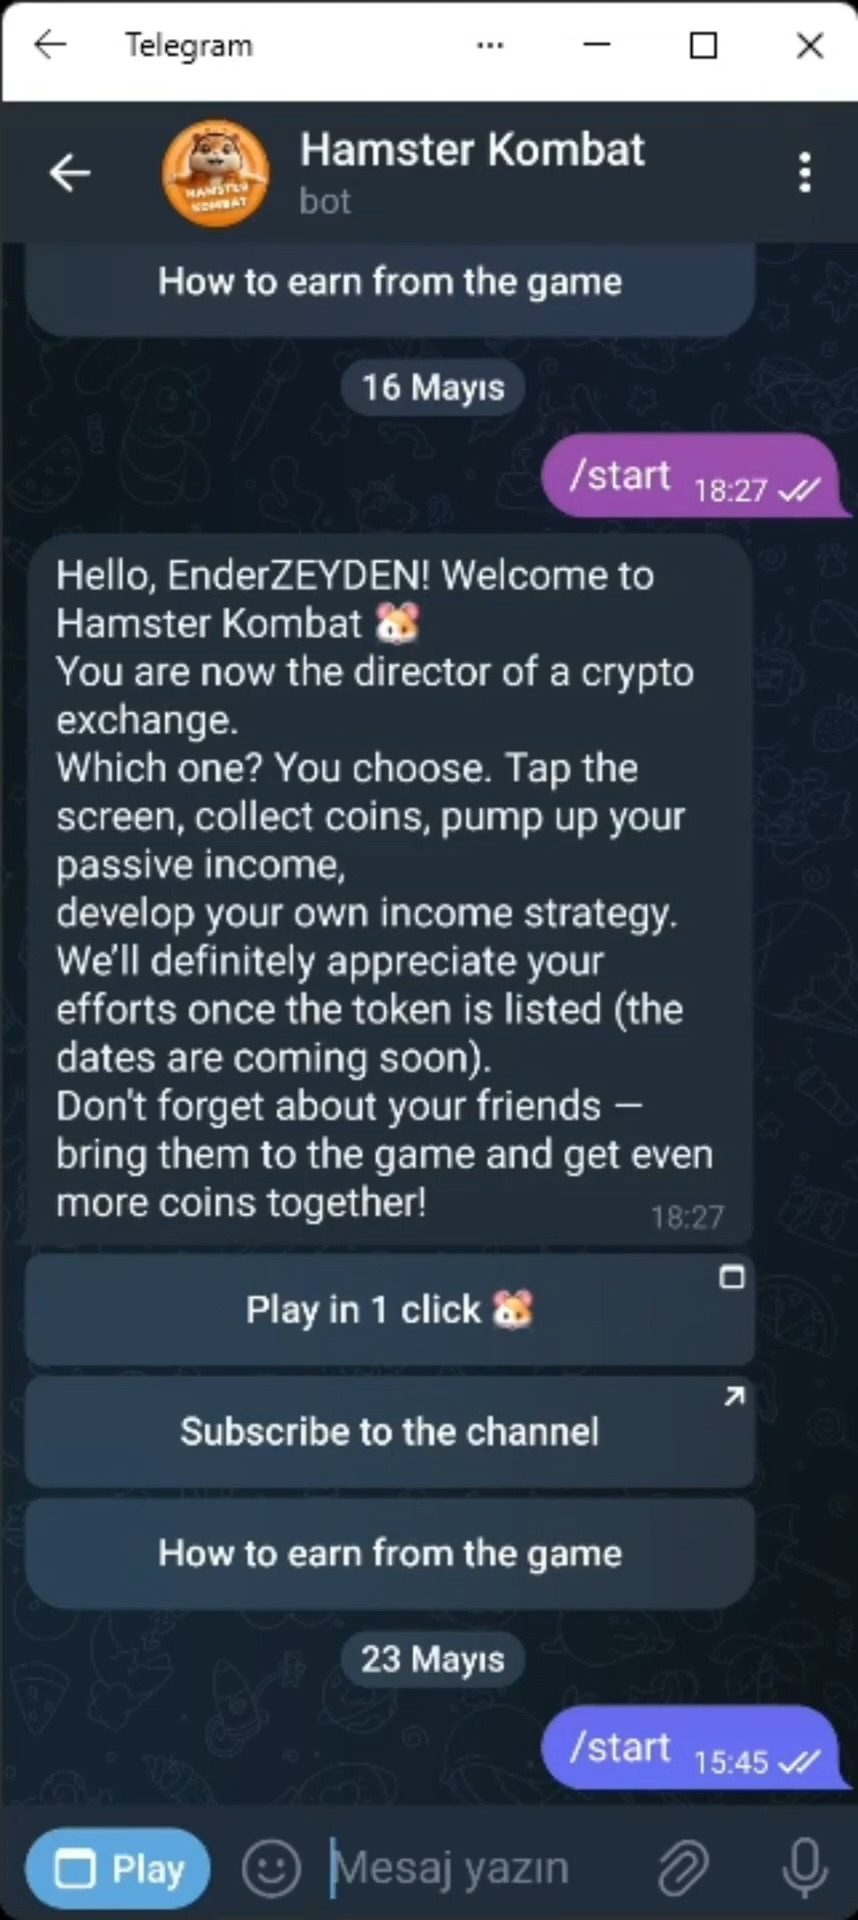 Telegram
Hamster Kombat
bot
HAMSTER
KOMBAT
How to earn from the game
16 Mayıs
/start 18:27
Hello, EnderZEYDEN! Welcome to
Hamster Kombat 🐹
You are now the director of a crypto
exchange.
Which one? You choose. Tap the
screen, collect coins, pump up your
passive income,
develop your own income strategy.
We'll definitely appreciate your
efforts once the token is listed (the
dates are coming soon).
Don't forget about your friends —
bring them to the game and get even
more coins together!
18:27
Play in 1 click 🐹
Subscribe to the channel
How to earn from the game
23 Mayıs
/start 15:45
Play
Mesaj yazın